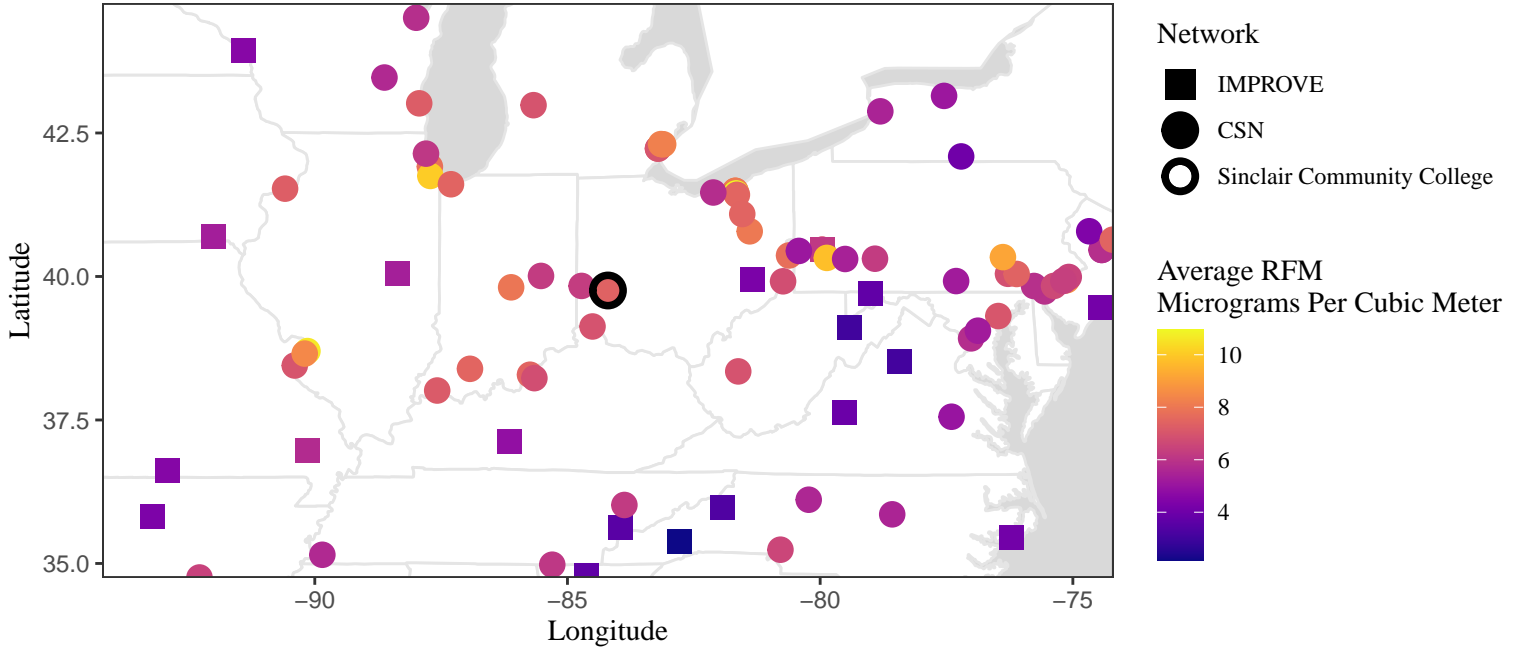 42.5
40.0
37.5
35.0
Latitude
−90
−85
−80
−75
Longitude
Network
IMPROVE
CSN
Sinclair Community College
Average RFM
Micrograms Per Cubic Meter
10
8
6
4